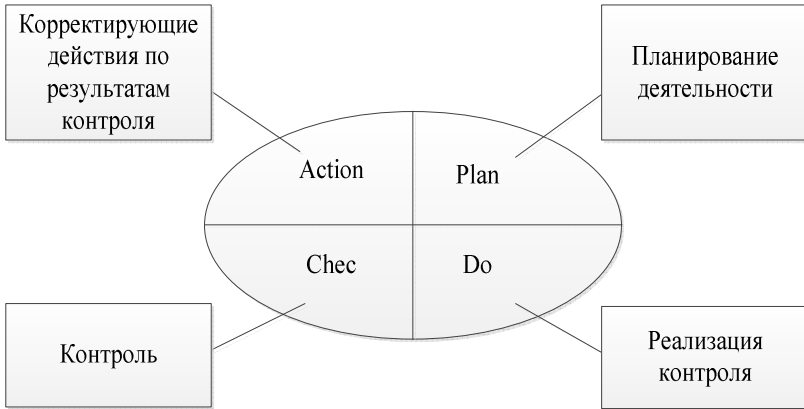 Корректирующие
действия по
результатам
контроля
Планирование
деятельности
Action
Plan
Chec
Do
Контроль
Реализация
контроля